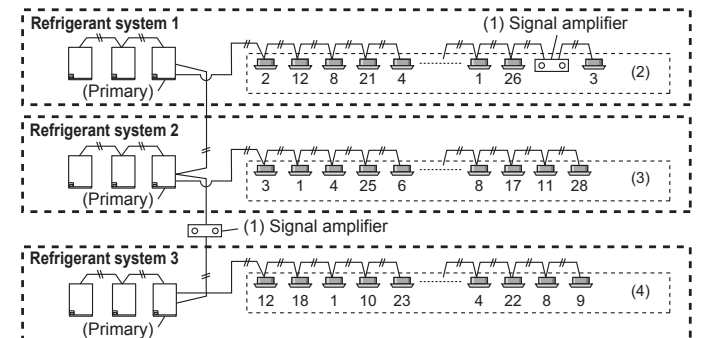 Refrigerant system 1
(1) Signal amplifier
(Primary)
2 12 8 21 4 1 26 3 (2)
Refrigerant system 2
(Primary)
3 1 4 25 6 8 17 11 28 (3)
(1) Signal amplifier
Refrigerant system 3
(Primary)
12 18 1 10 23 4 22 8 9 (4)